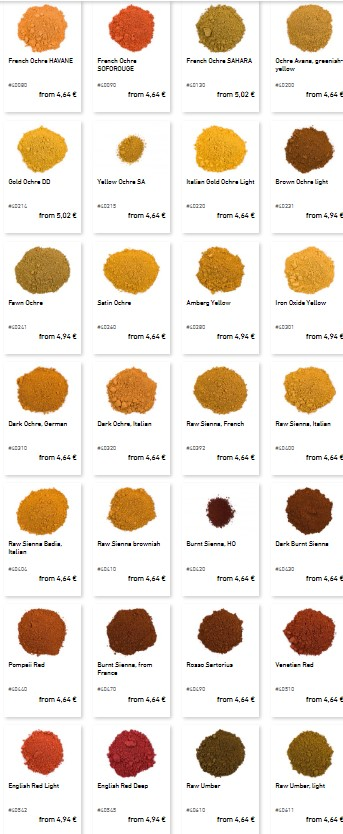 French Ochre HAVANE
#40080
from 4,64 €
French Ochre
SOFOROUGE
#40090
from 4,64 €
French Ochre SAHARA
#40130
from 5,02 €
Ochre Avana, greenish-
yellow
#40200
from 4,64 €
Gold Ochre DD
#40214
from 5,02 €
Yellow Ochre SA
#40215
from 4,64 €
Italian Gold Ochre Light
#40220
from 4,64 €
Brown Ochre light
#40231
from 4,94 €
Fawn Ochre
#40241
from 4,94 €
Satin Ochre
#40260
from 4,64 €
Amberg Yellow
#40280
from 4,94 €
Iron Oxide Yellow
#40301
from 4,94 €
Dark Ochre, German
#40310
from 4,64 €
Dark Ochre, Italian
#40320
from 4,64 €
Raw Sienna, French
#40392
from 4,64 €
Raw Sienna, Italian
#40400
from 4,64 €
Raw Sienna Badia,
Italian
#40404
from 4,64 €
Raw Sienna brownish
#40410
from 4,64 €
Burnt Sienna, HO
#40420
from 4,64 €
Dark Burnt Sienna
#40430
from 4,64 €
Pompeii Red
#40440
from 4,64 €
Burnt Sienna, from
France
#40470
from 4,64 €
Rosso Sartorius
#40490
from 4,64 €
Venetian Red
#40510
from 4,64 €
English Red Light
#40542
from 4,94 €
English Red Deep
#40545
from 4,94 €
Raw Umber
#40610
from 4,64 €
Raw Umber, light
#40611
from 4,64 €